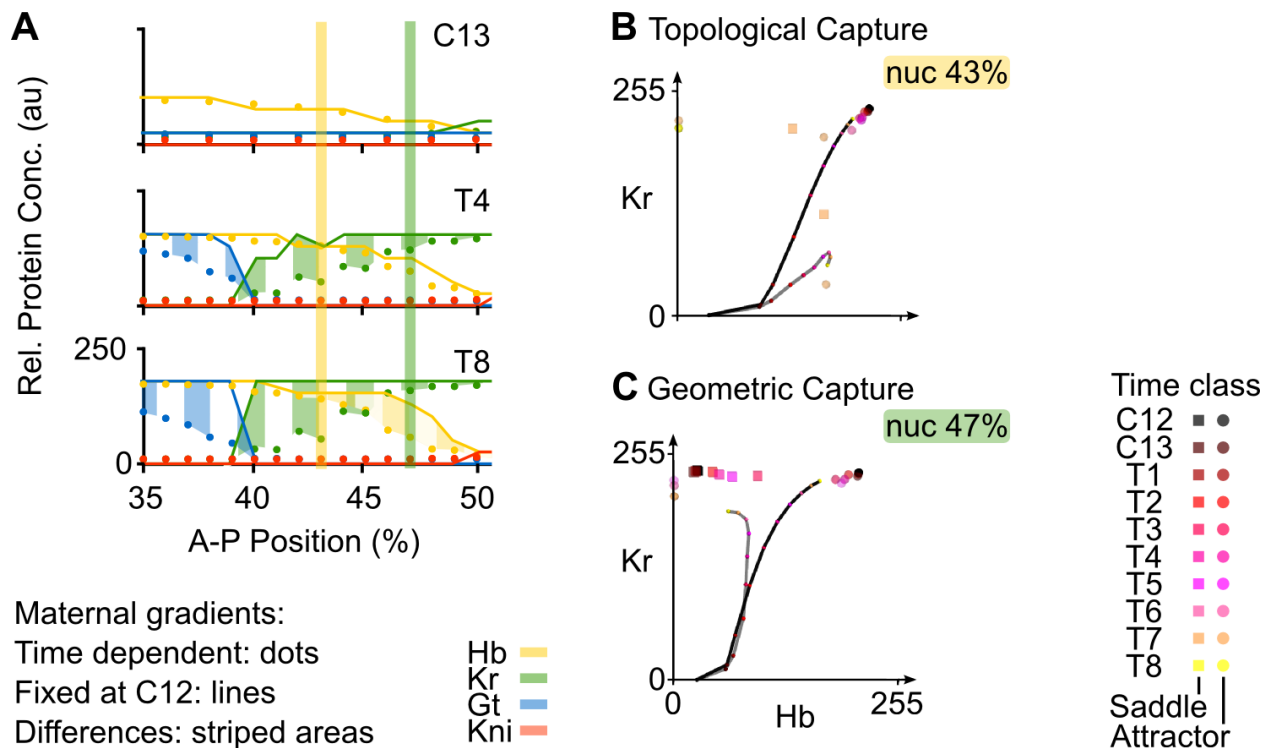 A
Rel. Protein Conc. (au)
C13
T4
T8
250
0
35
40
45
50
A-P Position (%)
Maternal gradients:
Time dependent: dots
Fixed at C12: lines
Differences: striped areas
Hb
Kr
Gt
Kni
B Topological Capture
nuc 43%
255
Kr
0
C Geometric Capture
nuc 47%
255
Kr
0
0
Hb
255
Time class
C12
C13
T1
T2
T3
T4
T5
T6
T7
T8
Saddle
Attractor